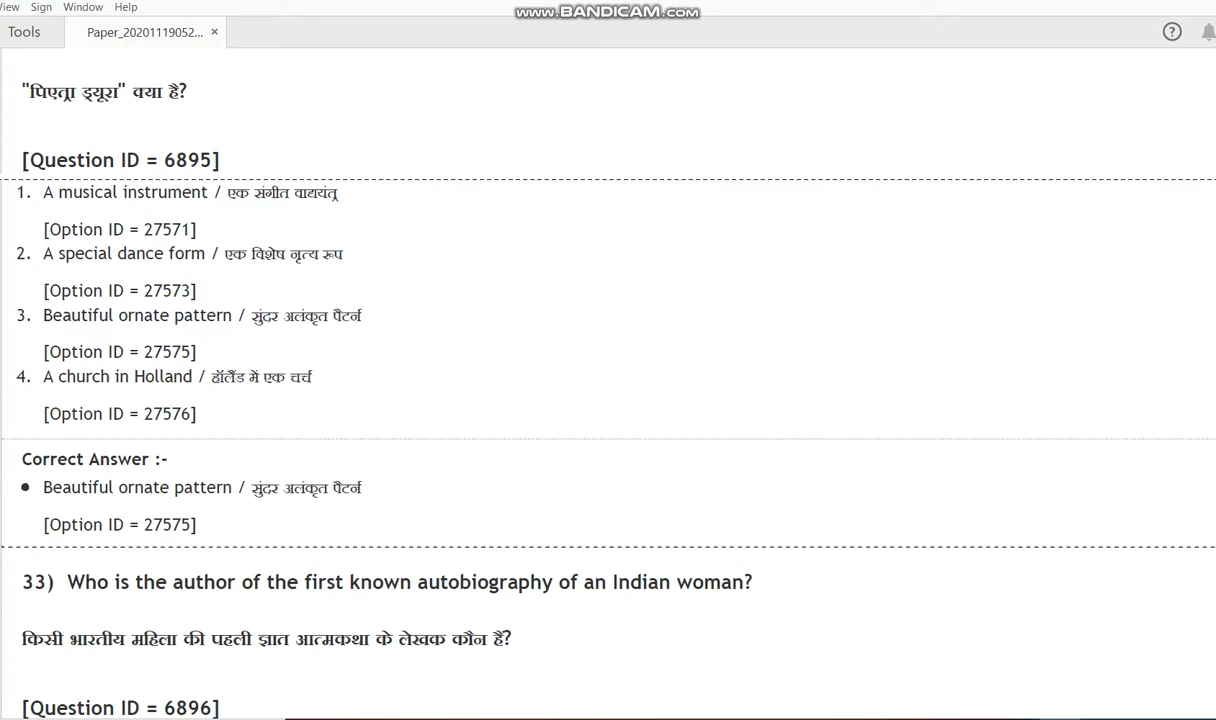 View Sign Window Help
www.BANDICAM.com
Tools Paper_20201119052... ×
"पिएत्रा ड्यूरा" क्या है?
[Question ID = 6895]
1. A musical instrument / एक संगीत वाद्ययंत्र
[Option ID = 27571]
2. A special dance form / एक विशेष नृत्य रूप
[Option ID = 27573]
3. Beautiful ornate pattern / सुंदर अलंकृत पैटर्न
[Option ID = 27575]
4. A church in Holland / हॉलैंड में एक चर्च
[Option ID = 27576]
Correct Answer :-
• Beautiful ornate pattern / सुंदर अलंकृत पैटर्न
[Option ID = 27575]
33) Who is the author of the first known autobiography of an Indian woman?
किसी भारतीय महिला की पहली ज्ञात आत्मकथा के लेखक कौन हैं?
[Question ID = 6896]